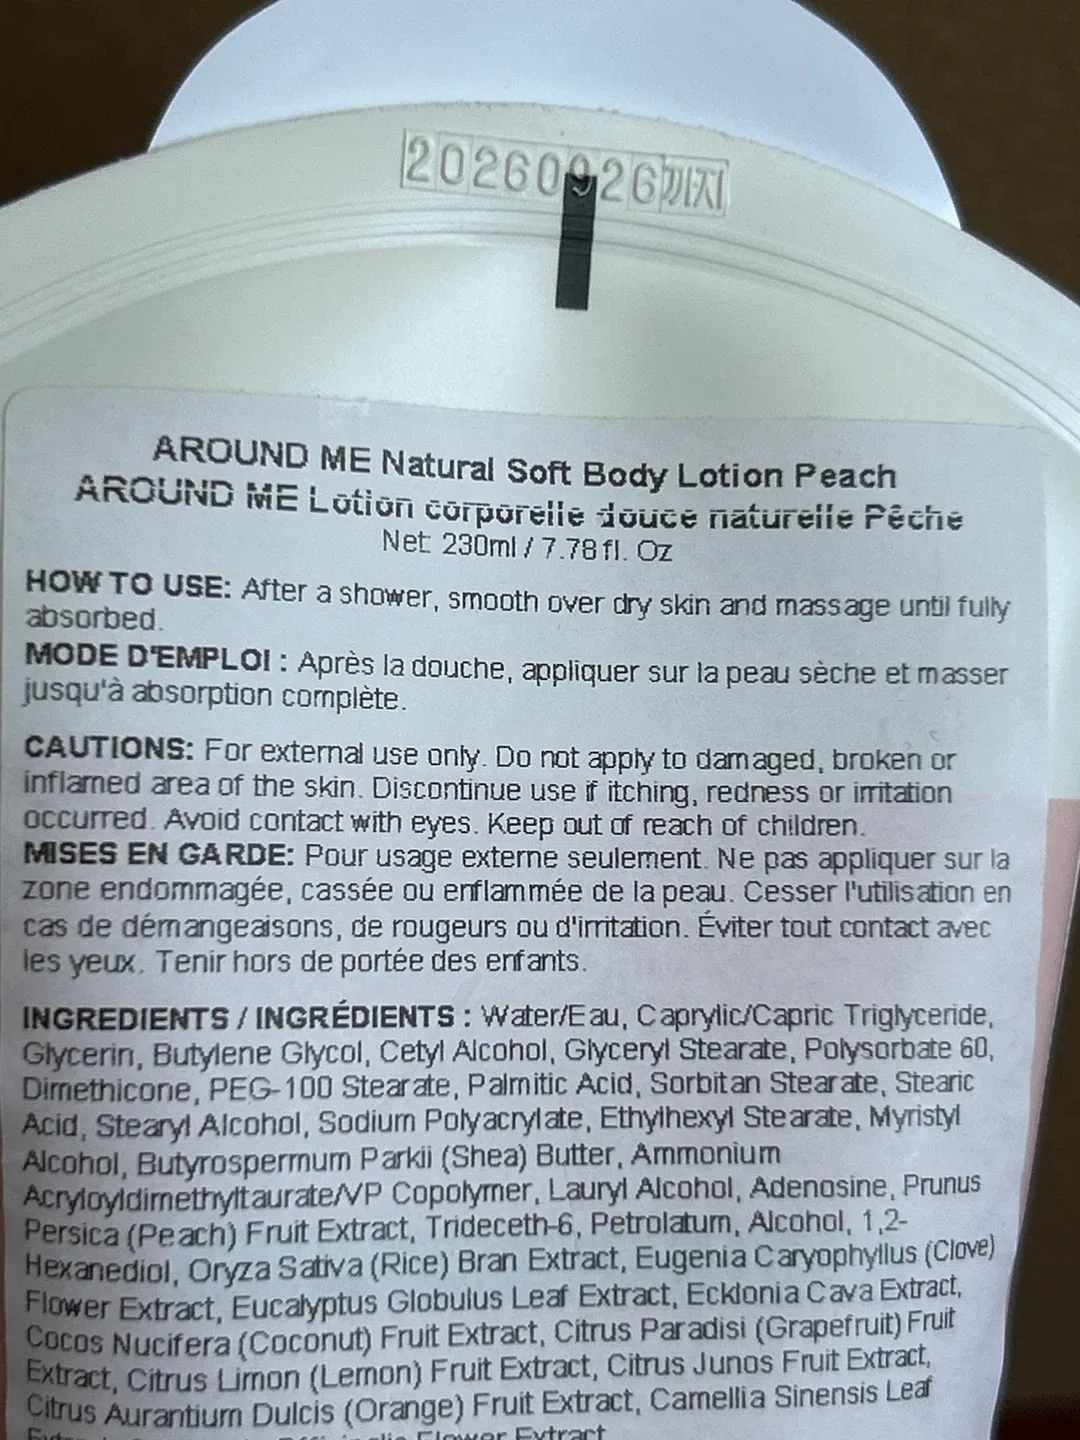 20260926까지
AROUND ME Natural Soft Body Lotion Peach
AROUND ME Lotion corporelle douce naturelle Pêche
Net: 230ml / 7.78 fl. Oz
HOW TO USE: After a shower, smooth over dry skin and massage until fully
absorbed.
MODE D'EMPLOI : Après la douche, appliquer sur la peau sèche et masser
jusqu'à absorption complète.
CAUTIONS: For external use only. Do not apply to damaged, broken or
inflamed area of the skin. Discontinue use if itching, redness or irritation
occurred. Avoid contact with eyes. Keep out of reach of children.
MISES EN GARDE: Pour usage externe seulement. Ne pas appliquer sur la
zone endommagée, cassée ou enflammée de la peau. Cesser l'utilisation en
cas de démangeaisons, de rougeurs ou d'irritation. Éviter tout contact avec
les yeux. Tenir hors de portée des enfants.
INGREDIENTS / INGRÉDIENTS : Water/Eau, Caprylic/Capric Triglyceride,
Glycerin, Butylene Glycol, Cetyl Alcohol, Glyceryl Stearate, Polysorbate 60,
Dimethicone, PEG-100 Stearate, Palmitic Acid, Sorbitan Stearate, Stearic
Acid, Stearyl Alcohol, Sodium Polyacrylate, Ethylhexyl Stearate, Myristyl
Alcohol, Butyrospermum Parkii (Shea) Butter, Ammonium
Acryloyldimethyltaurate/VP Copolymer, Lauryl Alcohol, Adenosine, Prunus
Persica (Peach) Fruit Extract, Trideceth-6, Petrolatum, Alcohol, 1,2-
Hexanediol, Oryza Sativa (Rice) Bran Extract, Eugenia Caryophyllus (Clove)
Flower Extract, Eucalyptus Globulus Leaf Extract, Ecklonia Cava Extract,
Cocos Nucifera (Coconut) Fruit Extract, Citrus Paradisi (Grapefruit) Fruit
Extract, Citrus Limon (Lemon) Fruit Extract, Citrus Junos Fruit Extract,
Citrus Aurantium Dulcis (Orange) Fruit Extract, Camellia Sinensis Leaf
Flower Extract